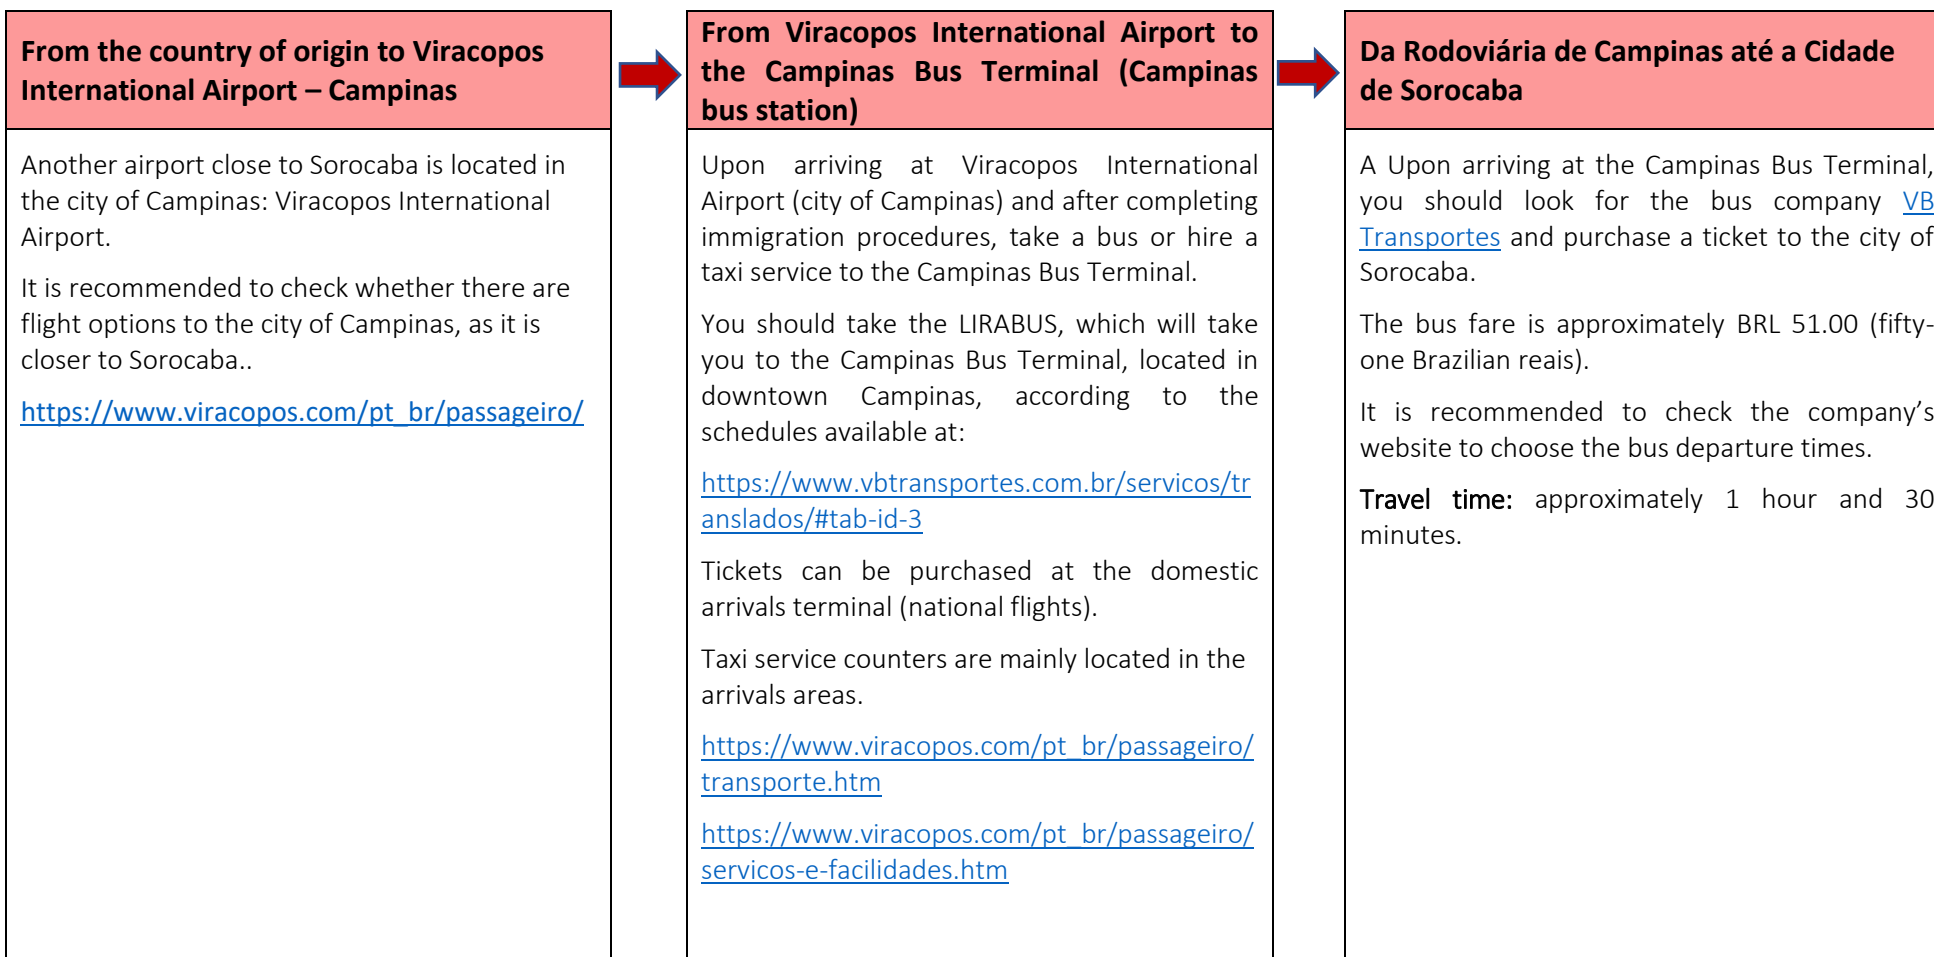 From the country of origin to Viracopos
International Airport – Campinas
Another airport close to Sorocaba is located in
the city of Campinas: Viracopos International
Airport.
It is recommended to check whether there are
flight options to the city of Campinas, as it is
closer to Sorocaba..
https://www.viracopos.com/pt_br/passageiro/
From Viracopos International Airport to
the Campinas Bus Terminal (Campinas
bus station)
Upon arriving at Viracopos International
Airport (city of Campinas) and after completing
immigration procedures, take a bus or hire a
taxi service to the Campinas Bus Terminal.
You should take the LIRABUS, which will take
you to the Campinas Bus Terminal, located in
downtown Campinas, according to the
schedules available at:
https://www.vbtransportes.com.br/servicos/tr
anslados/#tab-id-3
Tickets can be purchased at the domestic
arrivals terminal (national flights).
Taxi service counters are mainly located in the
arrivals areas.
https://www.viracopos.com/pt_br/passageiro/
transporte.htm
https://www.viracopos.com/pt_br/passageiro/
servicos-e-facilidades.htm
Da Rodoviária de Campinas até a Cidade
de Sorocaba
A Upon arriving at the Campinas Bus Terminal,
you should look for the bus company VB
Transportes and purchase a ticket to the city of
Sorocaba.
The bus fare is approximately BRL 51.00 (fifty-
one Brazilian reais).
It is recommended to check the company’s
website to choose the bus departure times.
Travel time: approximately 1 hour and 30
minutes.